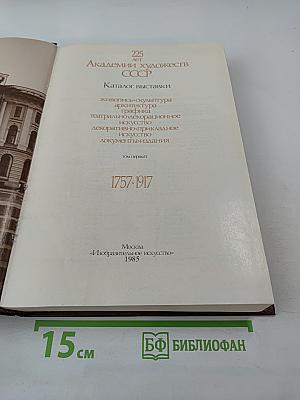 225
лет
Академии художеств
СССР
Каталог выставки
живопись·скульптура
архитектура
графика
театрально-декорационное
искусство
декоративно-прикладное
искусство
документы·издания
том первый
1757·1917
Москва
«Изобразительное искусство»
1985
15 см
БФ БИБЛИОФАН